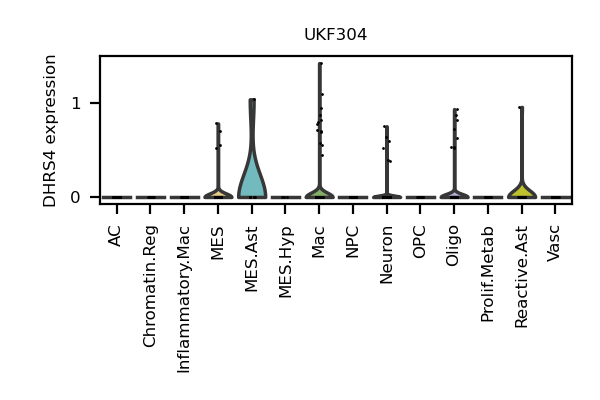 UKF304
DHRS4 expression
1
0
AC
Chromatin.Reg
Inflammatory.Mac
MES
MES.Ast
MES.Hyp
Mac
NPC
Neuron
OPC
Oligo
Prolif.Metab
Reactive.Ast
Vasc